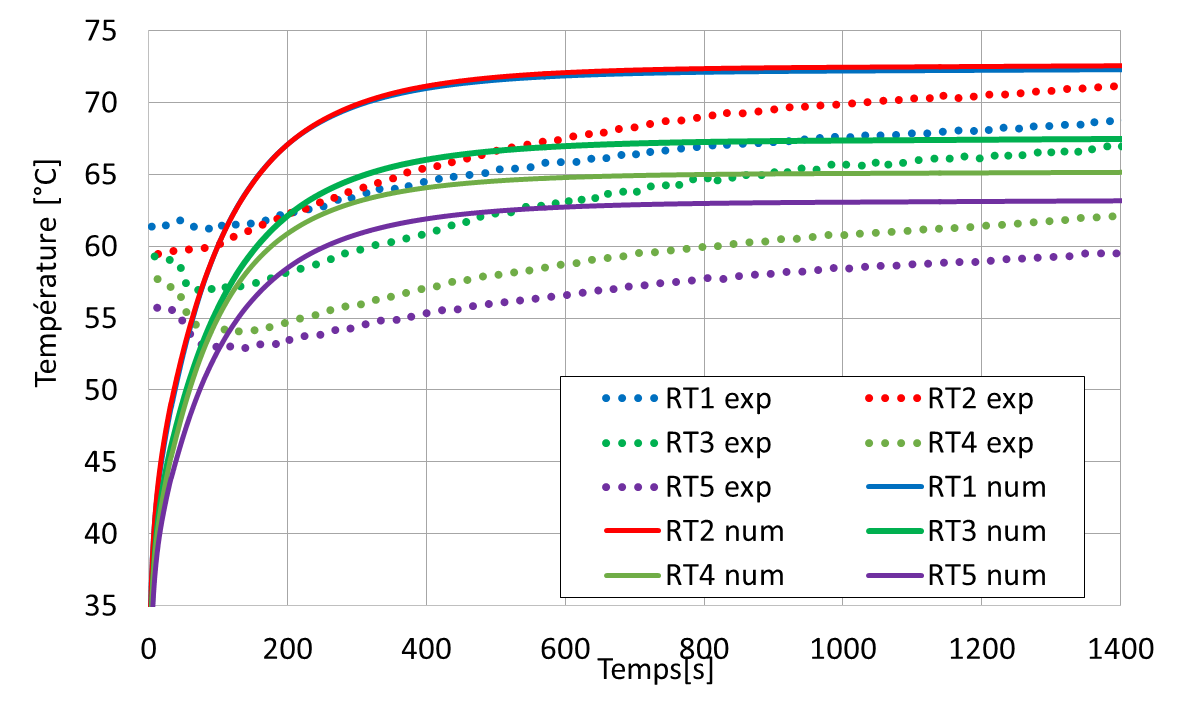 75
70
65
60
55
50
45
40
35
Température [°C]
RT1 exp RT2 exp
RT3 exp RT4 exp
RT5 exp RT1 num
RT2 num RT3 num
RT4 num RT5 num
0 200 400 600 800 1000 1200 1400
Temps[s]